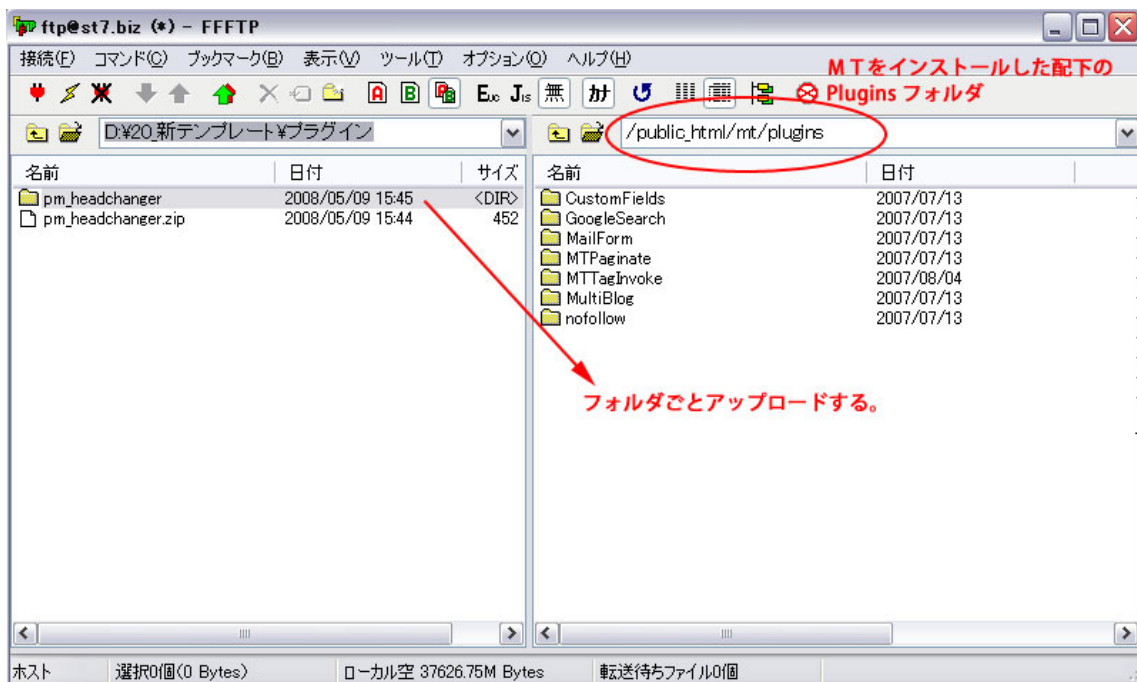 ftp@st7.biz (*) - FFFTP
接続(F) コマンド(C) ブックマーク(B) 表示(V) ツール(T) オプション(O) ヘルプ(H)
MTをインストールした配下の
Plugins フォルダ
A B Euc JIS 無 カナ
D:¥20_新テンプレート¥プラグイン
/public_html/mt/plugins
名前 日付 サイズ 名前 日付
pm_headchanger 2008/05/09 15:45 <DIR> CustomFields 2007/07/13
pm_headchanger.zip 2008/05/09 15:44 452 GoogleSearch 2007/07/13
MailForm 2007/07/13
MTPaginate 2007/07/13
MTTagInvoke 2007/08/04
MultiBlog 2007/07/13
nofollow 2007/07/13
フォルダごとアップロードする。
ホスト 選択0個(0 Bytes) ローカル空 37626.75M Bytes 転送待ちファイル0個